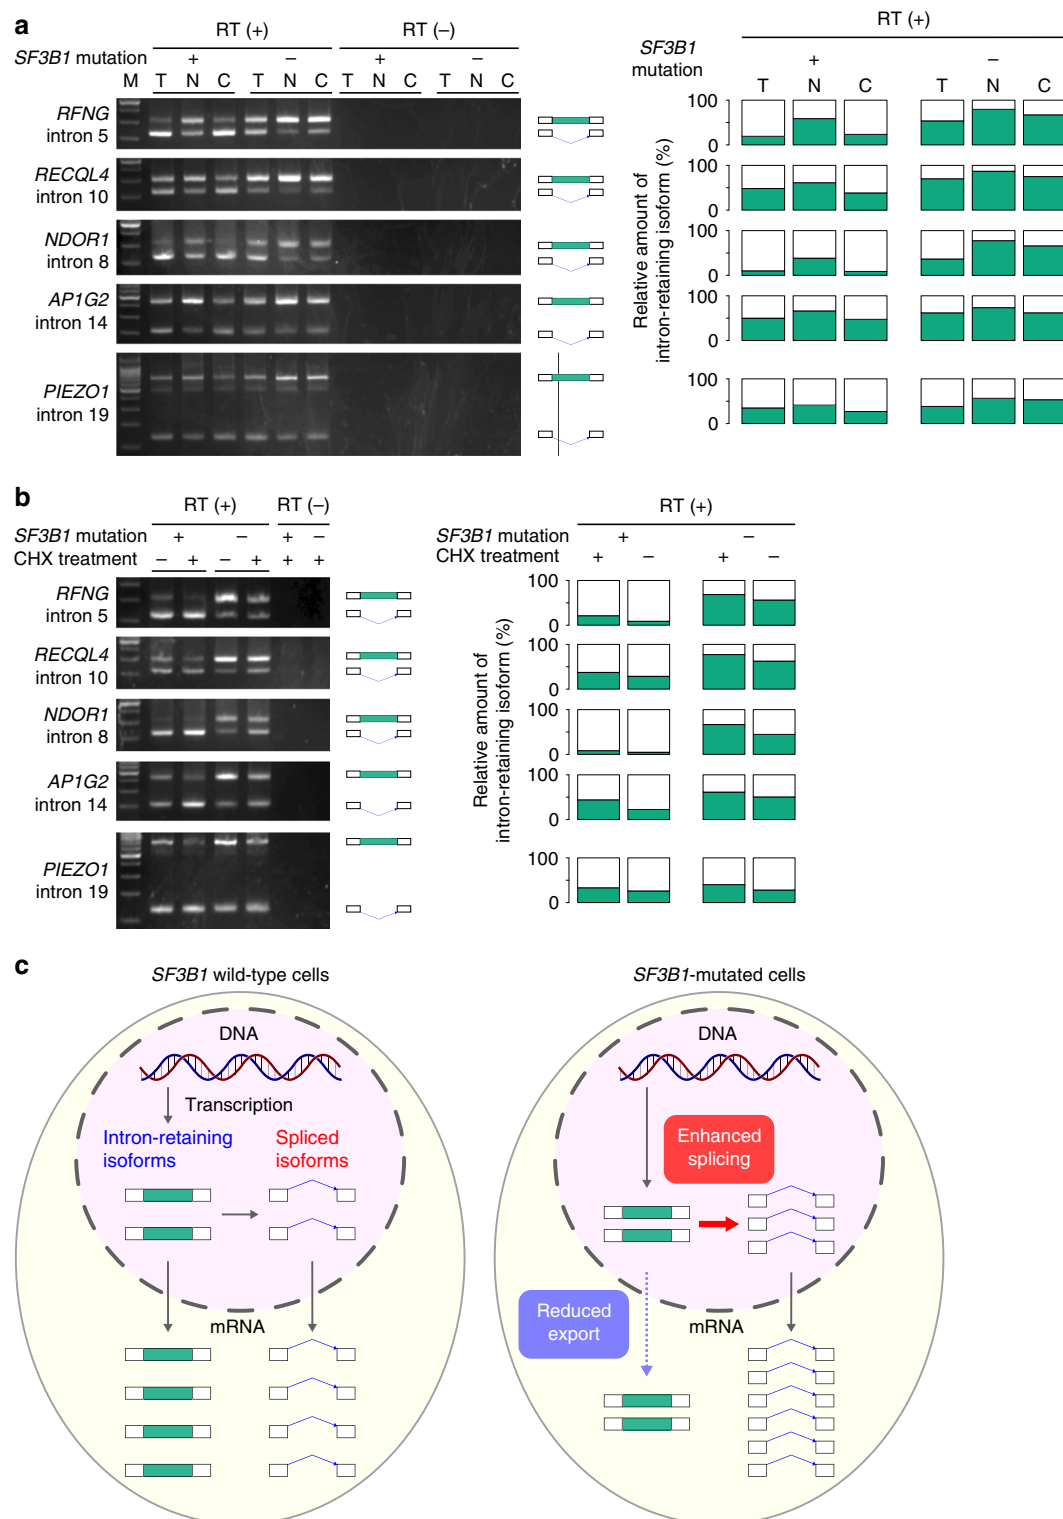 a
RT (+) RT (–)
SF3B1 mutation + – + –
M T N C T N C T N C T N C
RFNG
intron 5
RECQL4
intron 10
NDOR1
intron 8
AP1G2
intron 14
PIEZO1
intron 19
RT (+)
SF3B1
mutation
+ –
T N C T N C
Relative amount of
intron-retaining isoform (%)
100
0
100
0
100
0
100
0
100
0
b
RT (+) RT (–)
SF3B1 mutation + – + –
CHX treatment – + – + + +
RFNG
intron 5
RECQL4
intron 10
NDOR1
intron 8
AP1G2
intron 14
PIEZO1
intron 19
RT (+)
SF3B1 mutation + –
CHX treatment + – + –
Relative amount of
intron-retaining isoform (%)
100
0
100
0
100
0
100
0
100
0
c
SF3B1 wild-type cells
DNA
Transcription
Intron-retaining
isoforms
Spliced
isoforms
mRNA
SF3B1-mutated cells
DNA
Enhanced
splicing
Reduced
export
mRNA